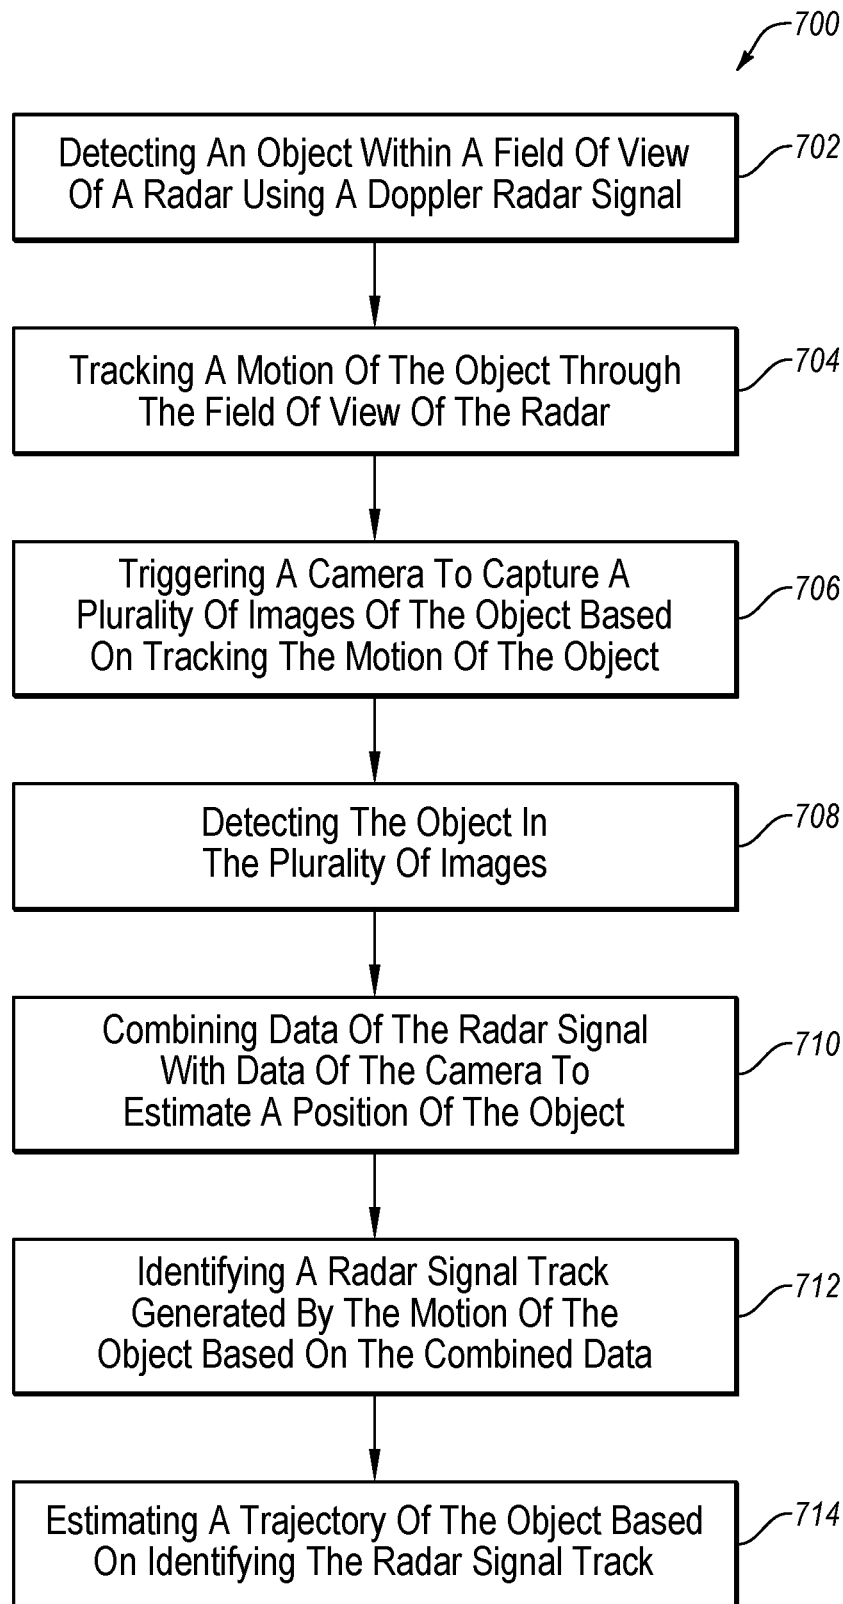 700
Detecting An Object Within A Field Of View
Of A Radar Using A Doppler Radar Signal
702
Tracking A Motion Of The Object Through
The Field Of View Of The Radar
704
Triggering A Camera To Capture A
Plurality Of Images Of The Object Based
On Tracking The Motion Of The Object
706
Detecting The Object In
The Plurality Of Images
708
Combining Data Of The Radar Signal
With Data Of The Camera To
Estimate A Position Of The Object
710
Identifying A Radar Signal Track
Generated By The Motion Of The
Object Based On The Combined Data
712
Estimating A Trajectory Of The Object Based
On Identifying The Radar Signal Track
714